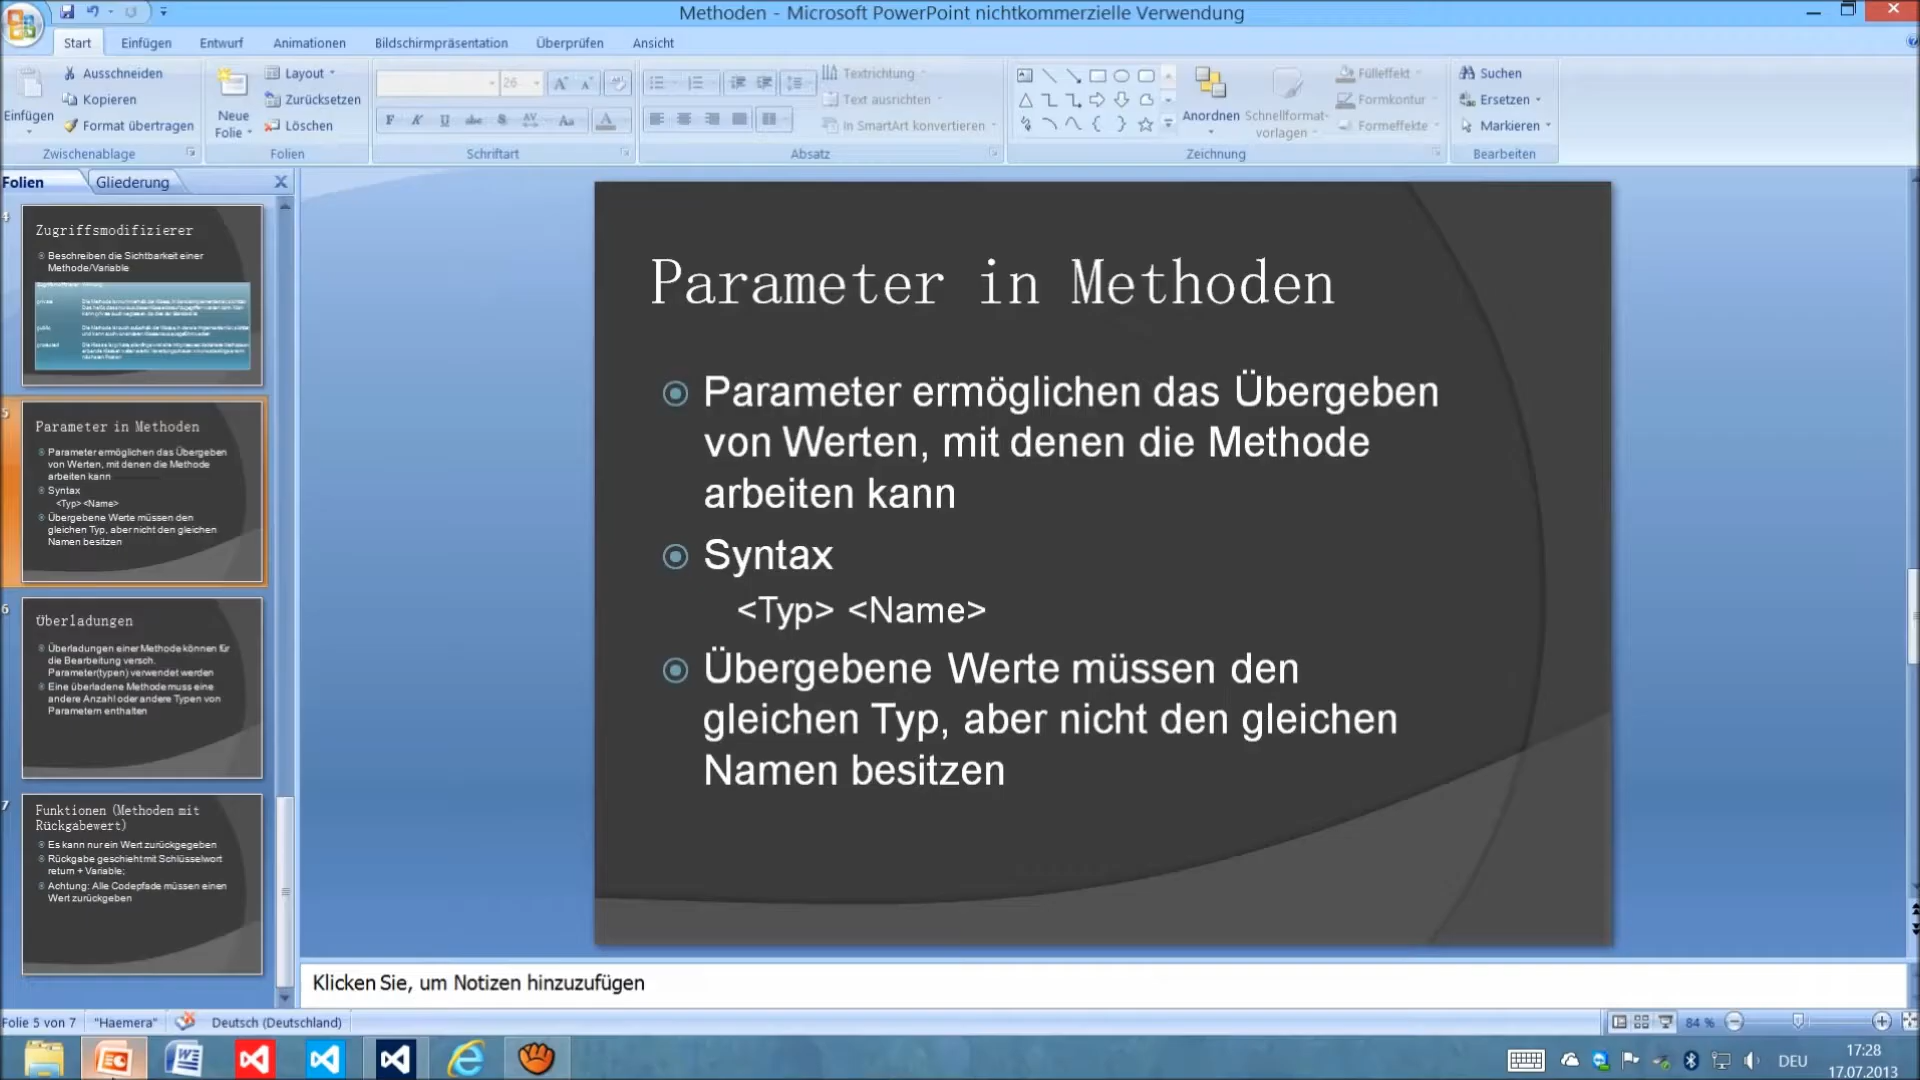 Methoden - Microsoft PowerPoint nichtkommerzielle Verwendung
Start Einfügen Entwurf Animationen Bildschirmpräsentation Überprüfen Ansicht
Einfügen
Ausschneiden
Kopieren
Format übertragen
Zwischenablage
Neue
Folie
Layout
Zurücksetzen
Löschen
Folien
26
F K U abc S AV Aa A
Schriftart
Textrichtung
Text ausrichten
In SmartArt konvertieren
Absatz
Anordnen
Schnellformat-
vorlagen
Fülleffekt
Formkontur
Formeffekte
Zeichnung
Suchen
Ersetzen
Markieren
Bearbeiten
Folien Gliederung
4
Zugriffsmodifizierer
Beschreiben die Sichtbarkeit einer
Methode/Variable
5
Parameter in Methoden
Parameter ermöglichen das Übergeben
von Werten, mit denen die Methode
arbeiten kann
Syntax
<Typ> <Name>
Übergebene Werte müssen den
gleichen Typ, aber nicht den gleichen
Namen besitzen
6
Überladungen
Überladungen einer Methode können für
die Bearbeitung versch.
Parameter(typen) verwendet werden
Eine überladene Methode muss eine
andere Anzahl oder andere Typen von
Parametern enthalten
7
Funktionen (Methoden mit
Rückgabewert)
Es kann nur ein Wert zurückgegeben
Rückgabe geschieht mit Schlüsselwort
return + Variable;
Achtung: Alle Codepfade müssen einen
Wert zurückgeben
Parameter in Methoden
Parameter ermöglichen das Übergeben
von Werten, mit denen die Methode
arbeiten kann
Syntax
<Typ> <Name>
Übergebene Werte müssen den
gleichen Typ, aber nicht den gleichen
Namen besitzen
Klicken Sie, um Notizen hinzuzufügen
Folie 5 von 7 "Haemera" Deutsch (Deutschland) 84 %
DEU
17:28
17.07.2013